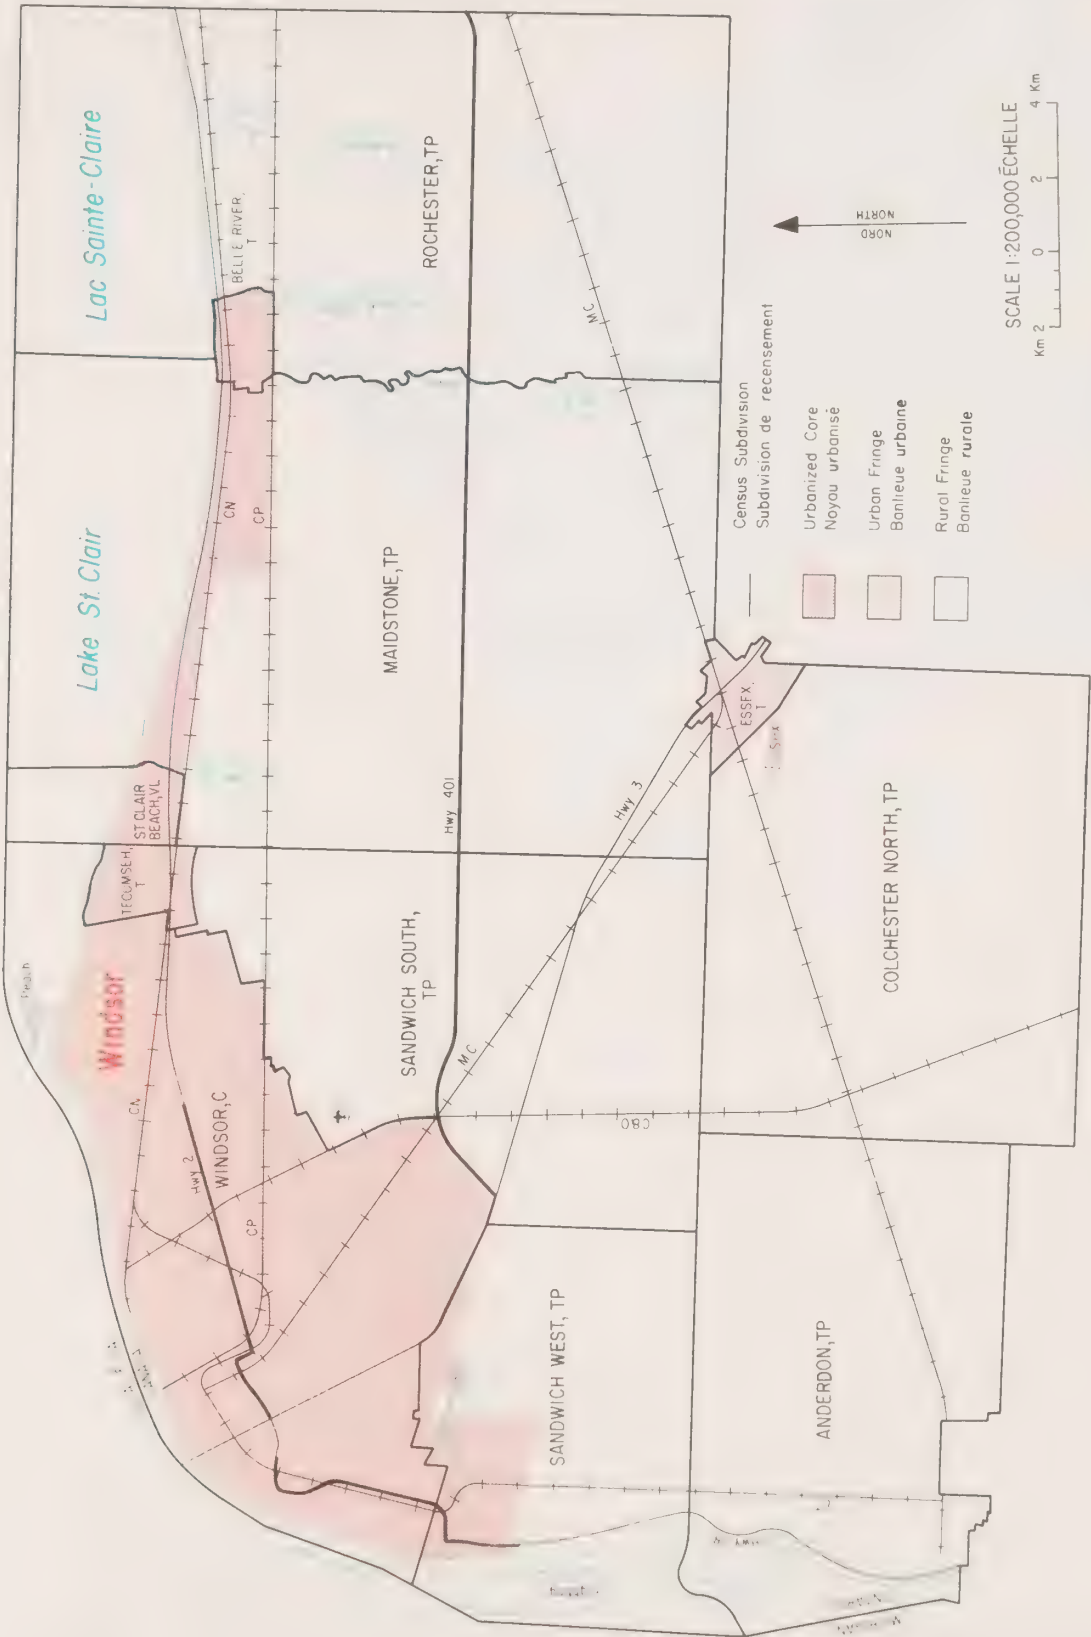 Lake St. Clair
Lac Sainte-Claire
Windsor
TECUMSEH,
T
ST CLAIR
BEACH, VL
BELLE RIVER,
T
CN
CP
CN
Hwy 2
WINDSOR, C
CP
MAIDSTONE, TP
ROCHESTER, TP
SANDWICH SOUTH,
TP
Hwy 401
MC
Hwy 3
MC
C&O
SANDWICH WEST, TP
ESSEX,
T
COLCHESTER NORTH, TP
ANDERDON, TP
Census Subdivision
Subdivision de recensement
Urbanized Core
Noyau urbanisé
Urban Fringe
Banlieue urbaine
Rural Fringe
Banlieue rurale
NORD
NORTH
SCALE 1:200,000 ÉCHELLE
Km 2 0 2 4 Km